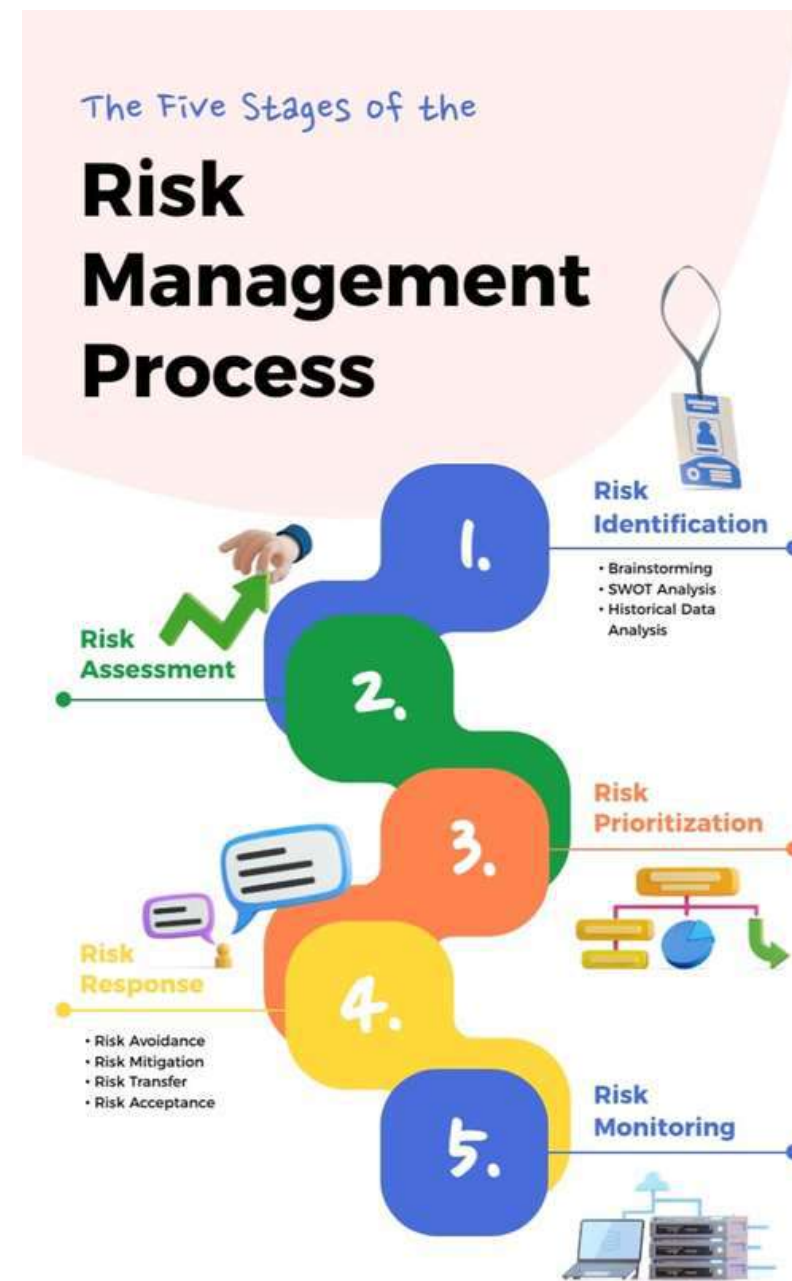 The Five Stages of the
Risk
Management
Process
1.
Risk
Identification
• Brainstorming
• SWOT Analysis
• Historical Data
Analysis
2.
Risk
Assessment
3.
Risk
Prioritization
4.
Risk
Response
• Risk Avoidance
• Risk Mitigation
• Risk Transfer
• Risk Acceptance
5.
Risk
Monitoring